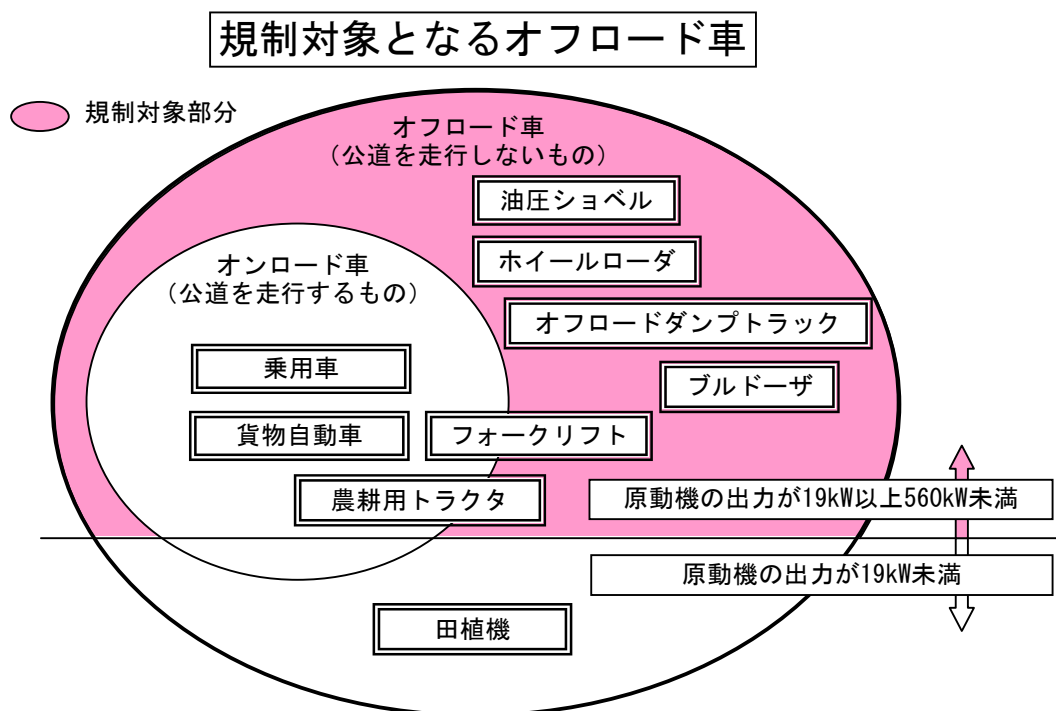 規制対象となるオフロード車
規制対象部分
オフロード車
（公道を走行しないもの）
油圧ショベル
ホイールローダ
オンロード車
（公道を走行するもの）
オフロードダンプトラック
乗用車
ブルドーザ
貨物自動車
フォークリフト
農耕用トラクタ
原動機の出力が19kW以上560kW未満
原動機の出力が19kW未満
田植機